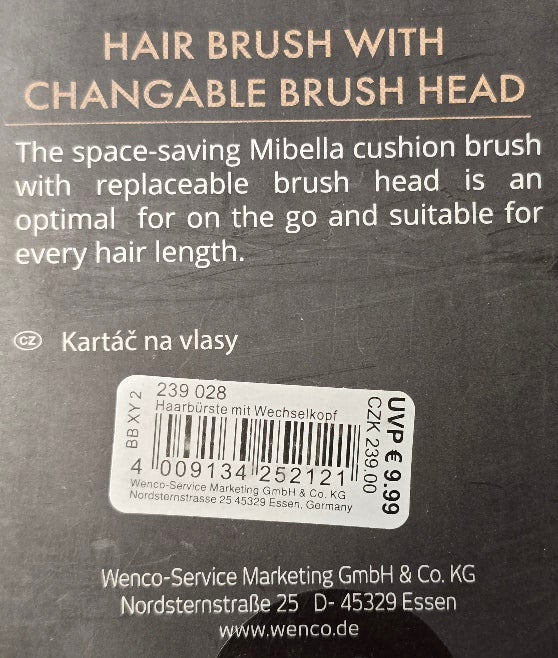 HAIR BRUSH WITH
CHANGABLE BRUSH HEAD
The space-saving Mibella cushion brush
with replaceable brush head is an
optimal for on the go and suitable for
every hair length.
CZ Kartáč na vlasy
BB XY 2
239 028
Haarbürste mit Wechselkopf
4 009134 252121
Wenco-Service Marketing GmbH & Co. KG
Nordsternstrasse 25 45329 Essen, Germany
CZK 239.00
UVP € 9.99
Wenco-Service Marketing GmbH & Co. KG
Nordsternstraße 25 D- 45329 Essen
www.wenco.de